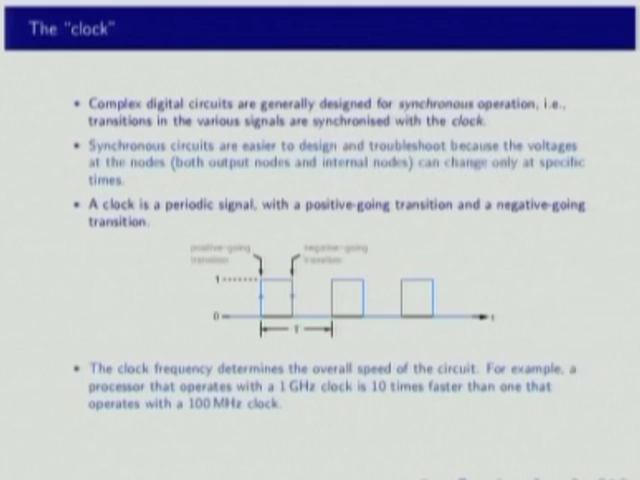 The "clock"
• Complex digital circuits are generally designed for synchronous operation, i.e.,
transitions in the various signals are synchronised with the clock.
• Synchronous circuits are easier to design and troubleshoot because the voltages
at the nodes (both output nodes and internal nodes) can change only at specific
times.
• A clock is a periodic signal, with a positive-going transition and a negative-going
transition.
positive-going
transition
negative-going
transition
1
0
t
T
• The clock frequency determines the overall speed of the circuit. For example, a
processor that operates with a 1 GHz clock is 10 times faster than one that
operates with a 100 MHz clock.